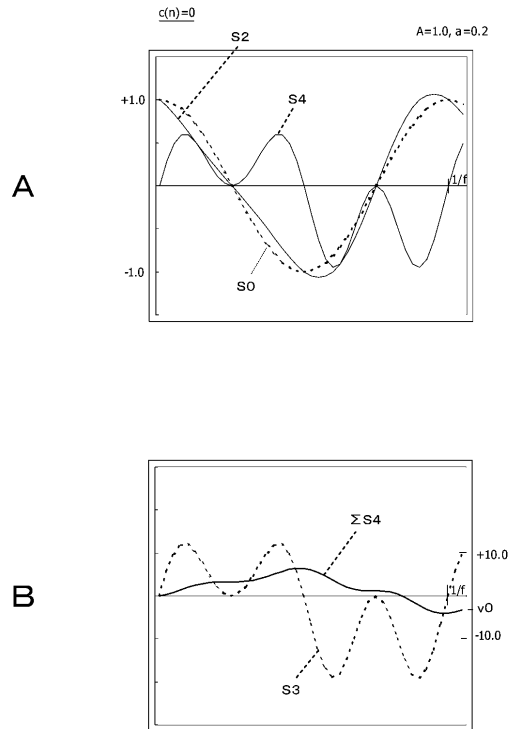 c(n)=0
A=1.0, a=0.2
S2
+1.0
S4
A
1/f
-1.0
S0
ΣS4
+10.0
B
1/f
v0
-10.0
S3